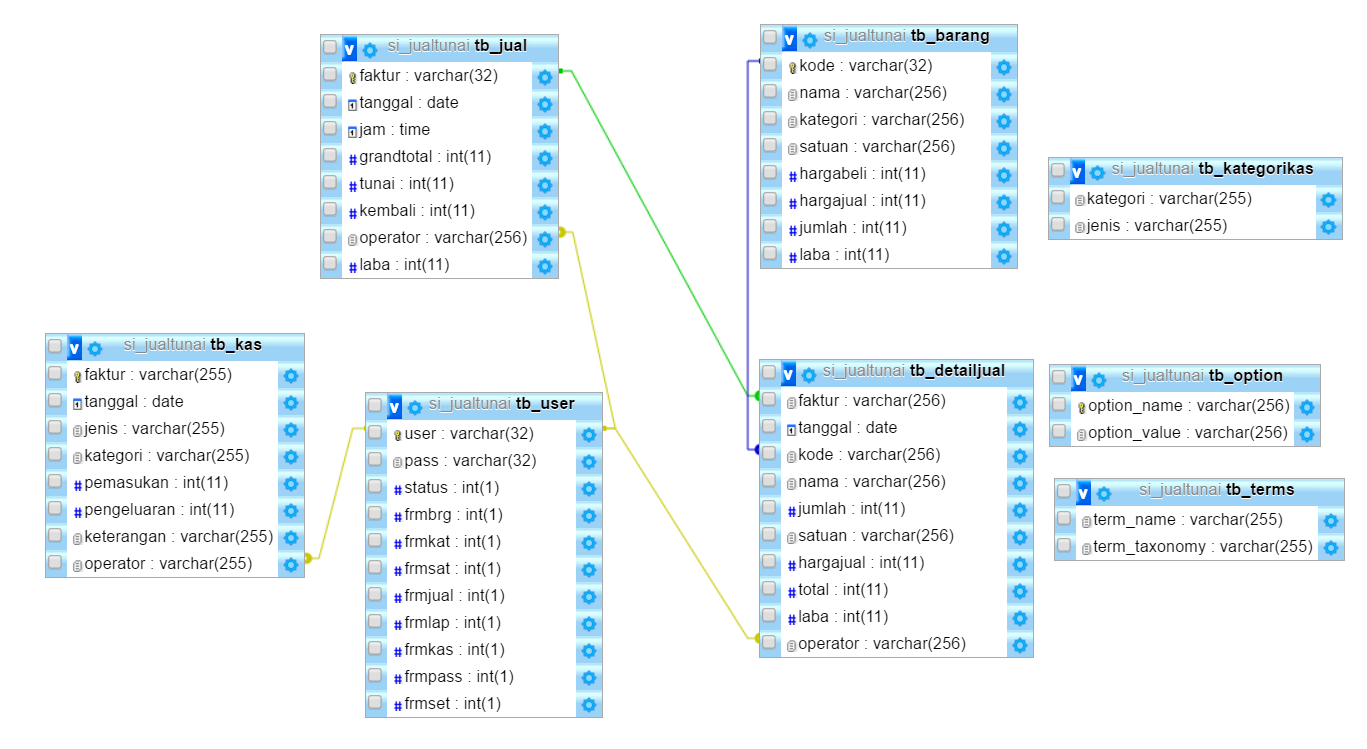 si_jualtunai tb_jual
faktur : varchar(32)
tanggal : date
jam : time
grandtotal : int(11)
tunai : int(11)
kembali : int(11)
operator : varchar(256)
laba : int(11)
si_jualtunai tb_barang
kode : varchar(32)
nama : varchar(256)
kategori : varchar(256)
satuan : varchar(256)
hargabeli : int(11)
hargajual : int(11)
jumlah : int(11)
laba : int(11)
si_jualtunai tb_kategorikas
kategori : varchar(255)
jenis : varchar(255)
si_jualtunai tb_kas
faktur : varchar(255)
tanggal : date
jenis : varchar(255)
kategori : varchar(255)
pemasukan : int(11)
pengeluaran : int(11)
keterangan : varchar(255)
operator : varchar(255)
si_jualtunai tb_user
user : varchar(32)
pass : varchar(32)
status : int(1)
frmbrg : int(1)
frmkat : int(1)
frmsat : int(1)
frmjual : int(1)
frmlap : int(1)
frmkas : int(1)
frmpass : int(1)
frmset : int(1)
si_jualtunai tb_detailjual
faktur : varchar(256)
tanggal : date
kode : varchar(256)
nama : varchar(256)
jumlah : int(11)
satuan : varchar(256)
hargajual : int(11)
total : int(11)
laba : int(11)
operator : varchar(256)
si_jualtunai tb_option
option_name : varchar(256)
option_value : varchar(256)
si_jualtunai tb_terms
term_name : varchar(255)
term_taxonomy : varchar(255)